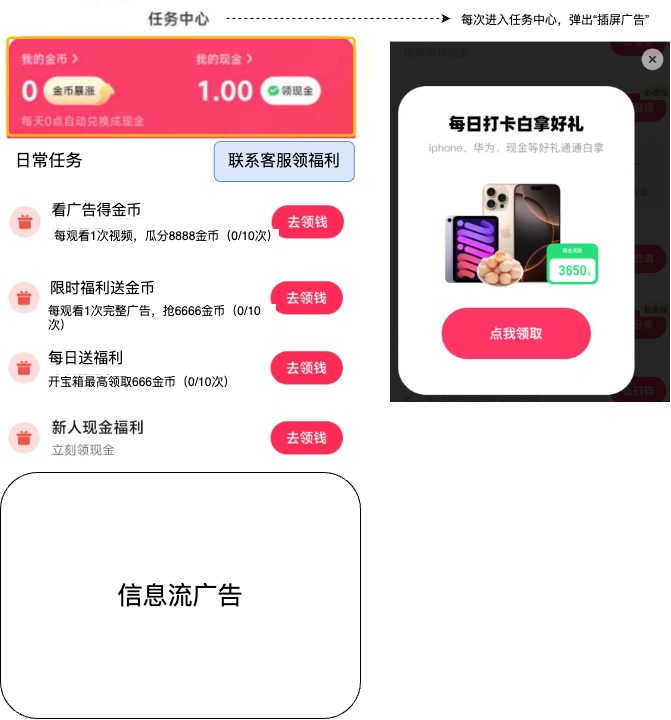 任务中心
每次进入任务中心，弹出“插屏广告”
我的金币 >
我的现金 >
0 金币暴涨
1.00 领现金
每天0点自动兑换成现金
日常任务
联系客服领福利
看广告得金币
每观看1次视频，瓜分8888金币（0/10次）
去领钱
限时福利送金币
每观看1次完整广告，抢6666金币（0/10
次）
去领钱
每日送福利
开宝箱最高领取666金币（0/10次）
去领钱
新人现金福利
立刻领现金
去领钱
信息流广告
每日打卡白拿好礼
iphone、华为、现金等好礼通通白拿
现金奖励
3650元
点我领取